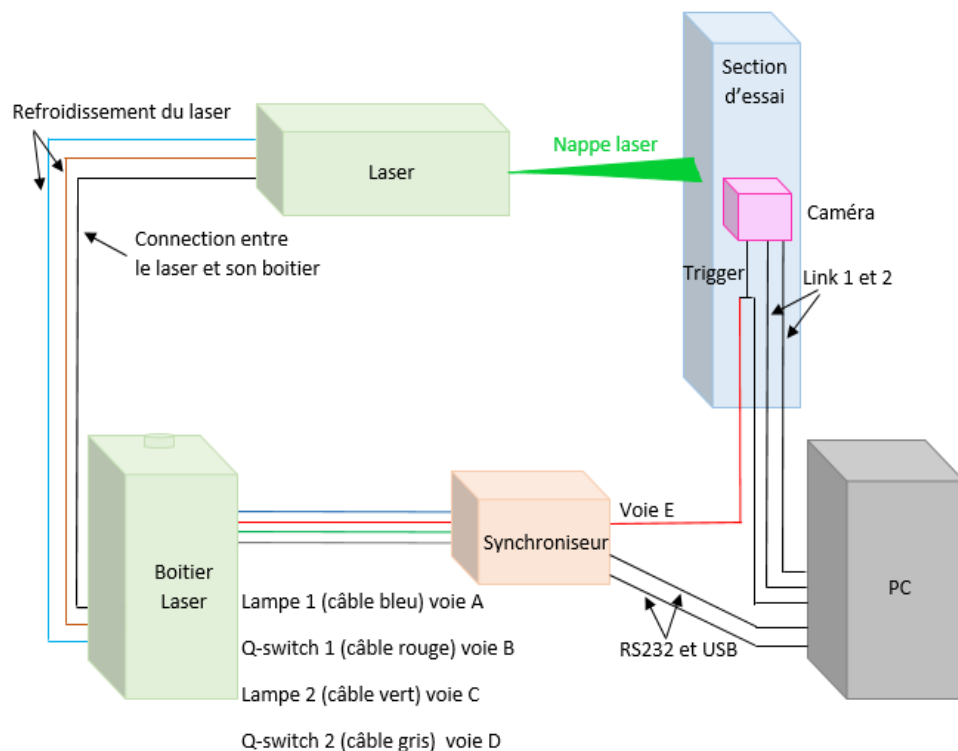 Section
d’essai
Refroidissement du laser
Nappe laser
Laser
Caméra
Connection entre
le laser et son boitier
Trigger
Link 1 et 2
Voie E
Synchroniseur
Boitier
Laser
PC
Lampe 1 (câble bleu) voie A
RS232 et USB
Q-switch 1 (câble rouge) voie B
Lampe 2 (câble vert) voie C
Q-switch 2 (câble gris) voie D